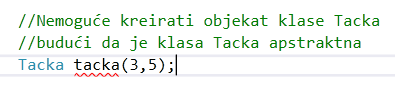 //Nemoguće kreirati objekat klase Tacka
//budući da je klasa Tacka apstraktna
Tacka tacka(3,5);